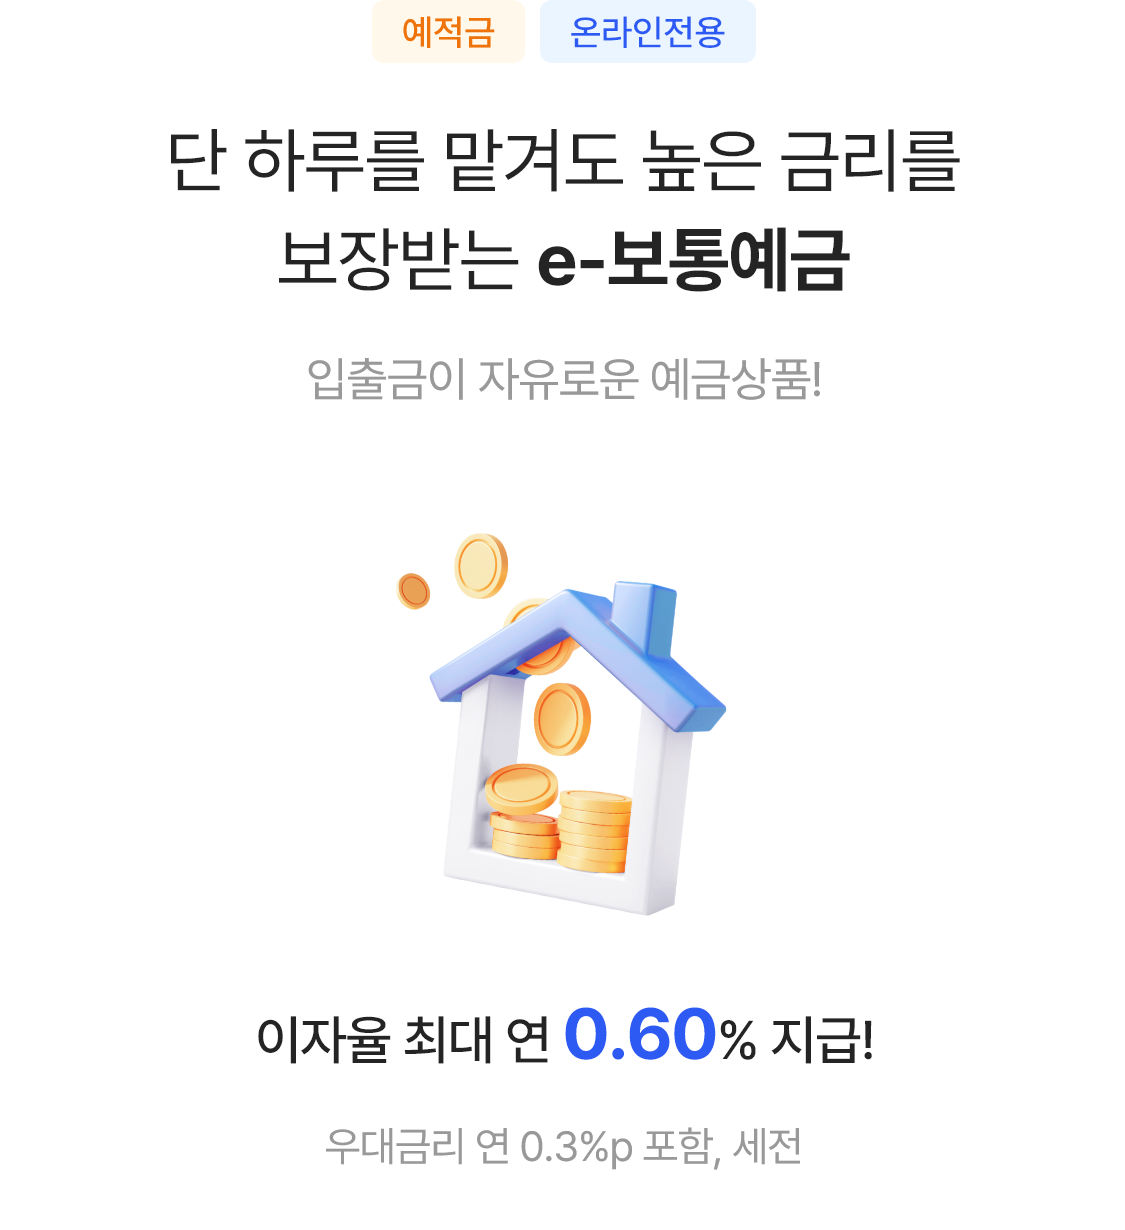 예적금 온라인전용
단 하루를 맡겨도 높은 금리를
보장받는 e-보통예금
입출금이 자유로운 예금상품!
이자율 최대 연 0.60% 지급!
우대금리 연 0.3%p 포함, 세전